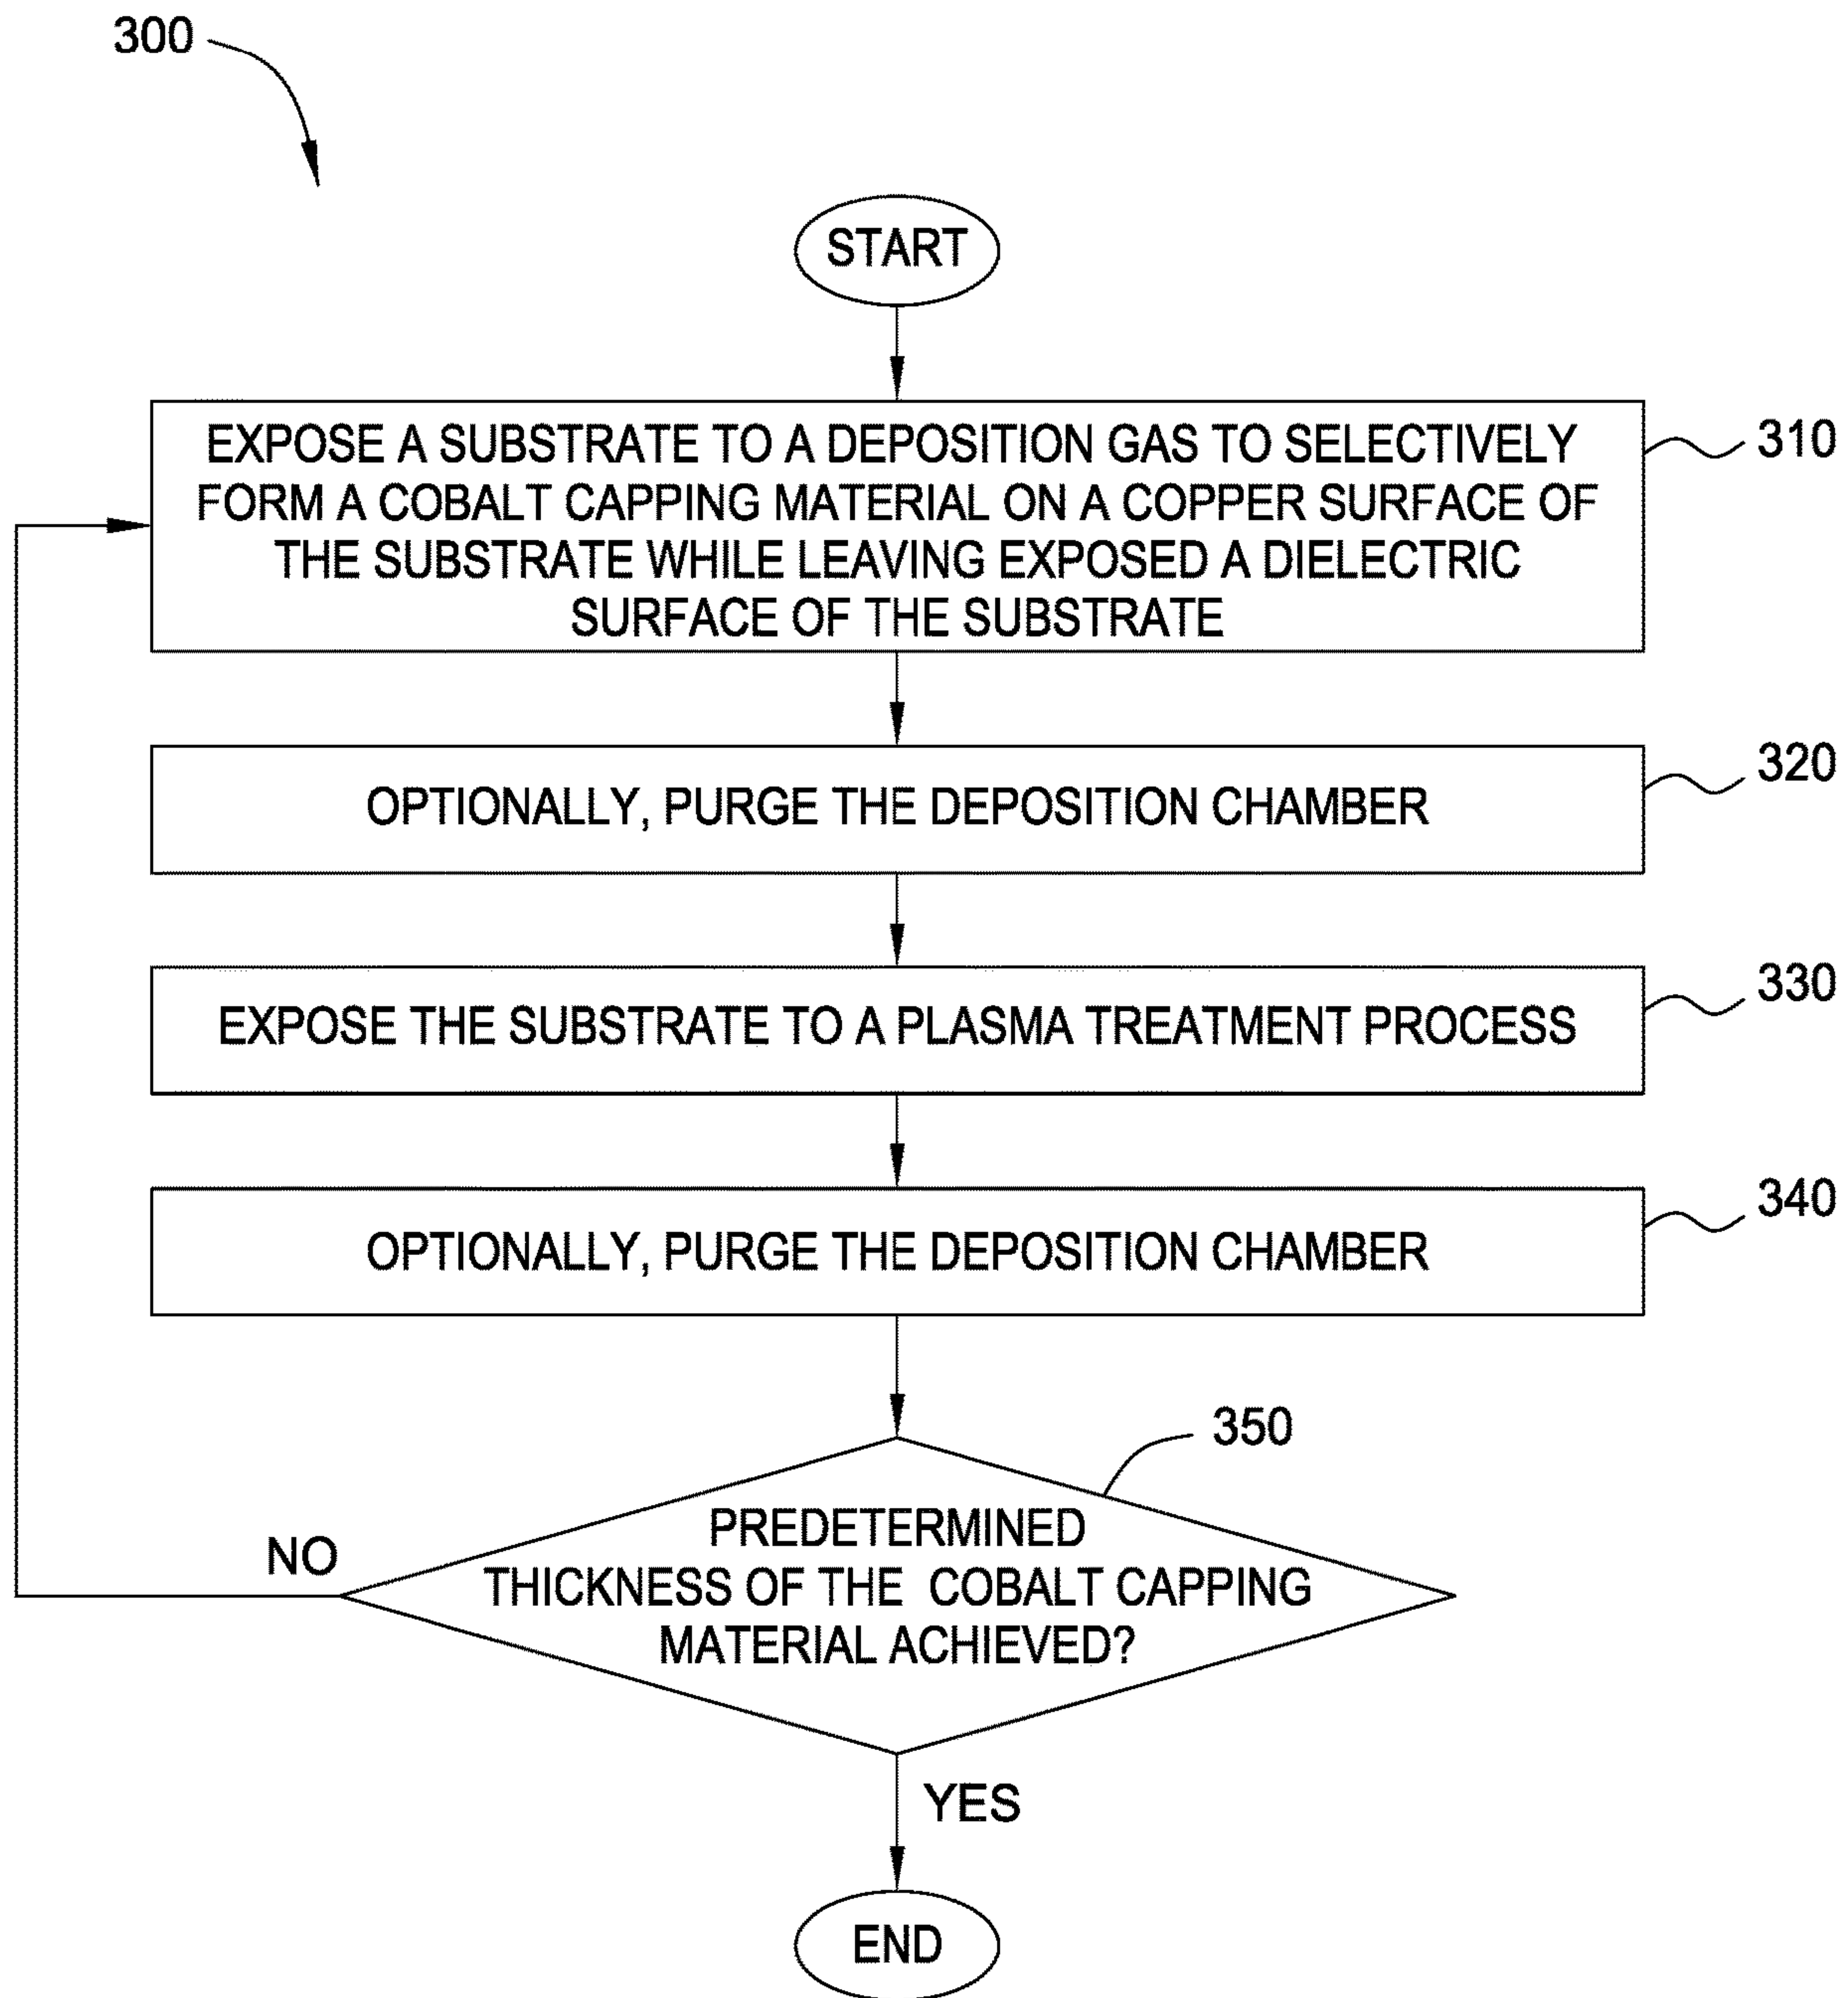 300
START
EXPOSE A SUBSTRATE TO A DEPOSITION GAS TO SELECTIVELY
FORM A COBALT CAPPING MATERIAL ON A COPPER SURFACE OF
THE SUBSTRATE WHILE LEAVING EXPOSED A DIELECTRIC
SURFACE OF THE SUBSTRATE
310
OPTIONALLY, PURGE THE DEPOSITION CHAMBER
320
EXPOSE THE SUBSTRATE TO A PLASMA TREATMENT PROCESS
330
OPTIONALLY, PURGE THE DEPOSITION CHAMBER
340
350
PREDETERMINED
THICKNESS OF THE COBALT CAPPING
MATERIAL ACHIEVED?
NO
YES
END